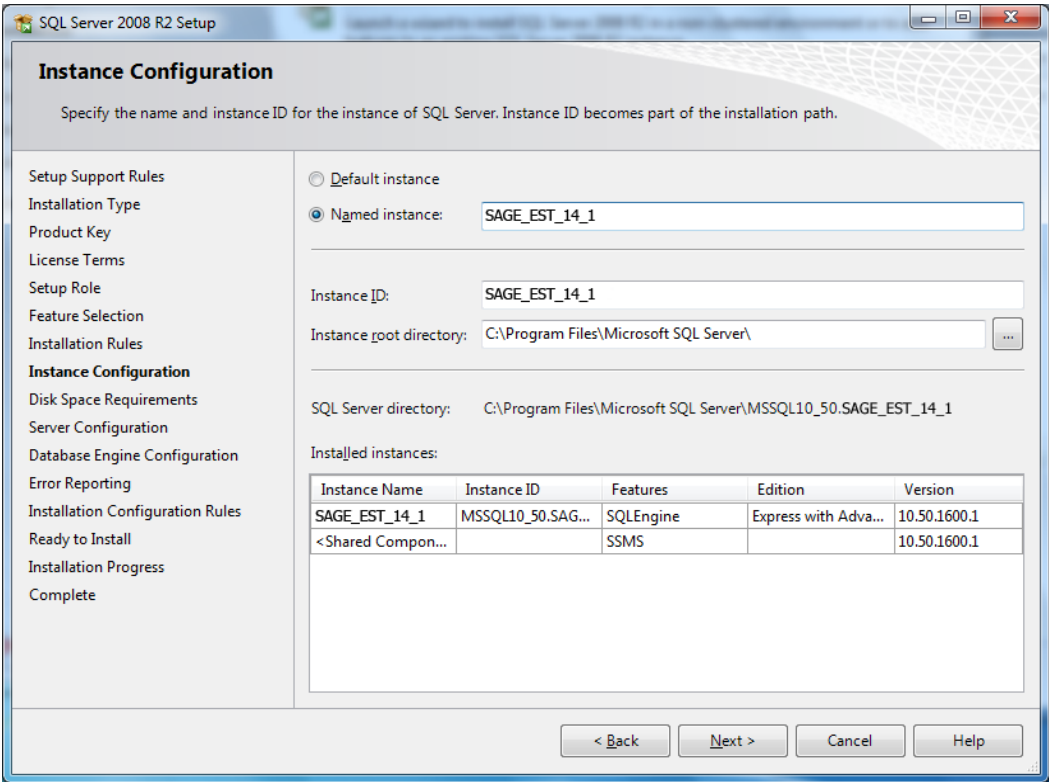 SQL Server 2008 R2 Setup
Instance Configuration
Specify the name and instance ID for the instance of SQL Server. Instance ID becomes part of the installation path.
Setup Support Rules
Installation Type
Product Key
License Terms
Setup Role
Feature Selection
Installation Rules
Instance Configuration
Disk Space Requirements
Server Configuration
Database Engine Configuration
Error Reporting
Installation Configuration Rules
Ready to Install
Installation Progress
Complete
Default instance
Named instance: SAGE_EST_14_1
Instance ID: SAGE_EST_14_1
Instance root directory: C:\Program Files\Microsoft SQL Server\ ...
SQL Server directory: C:\Program Files\Microsoft SQL Server\MSSQL10_50.SAGE_EST_14_1
Installed instances:
Instance Name Instance ID Features Edition Version
SAGE_EST_14_1 MSSQL10_50.SAG... SQLEngine Express with Adva... 10.50.1600.1
<Shared Compon... SSMS 10.50.1600.1
< Back Next > Cancel Help